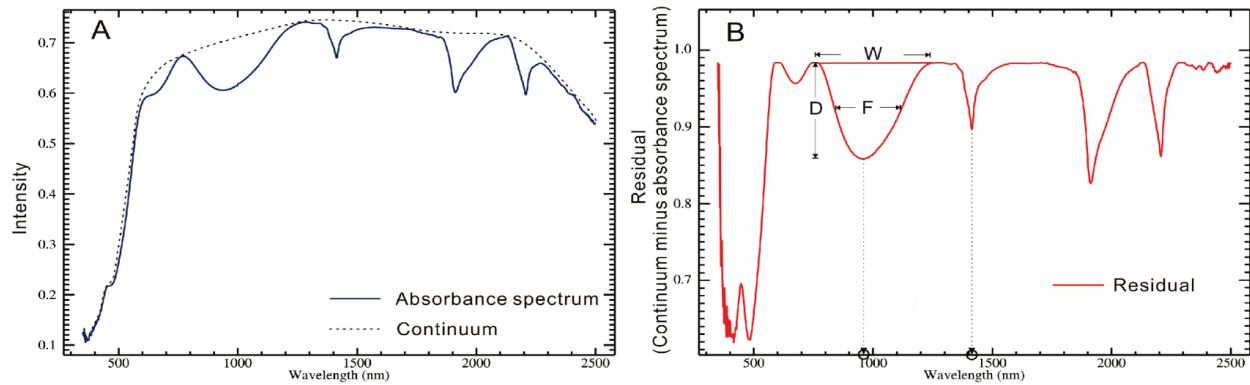 A
Intensity
0.7
0.6
0.5
0.4
0.3
0.2
0.1
500
1000
1500
2000
2500
Wavelength (nm)
Absorbance spectrum
Continuum
B
Residual
(Continuum minus absorbance spectrum)
1.0
0.9
0.8
0.7
W
D
F
500
1000
1500
2000
2500
Wavelength (nm)
Residual